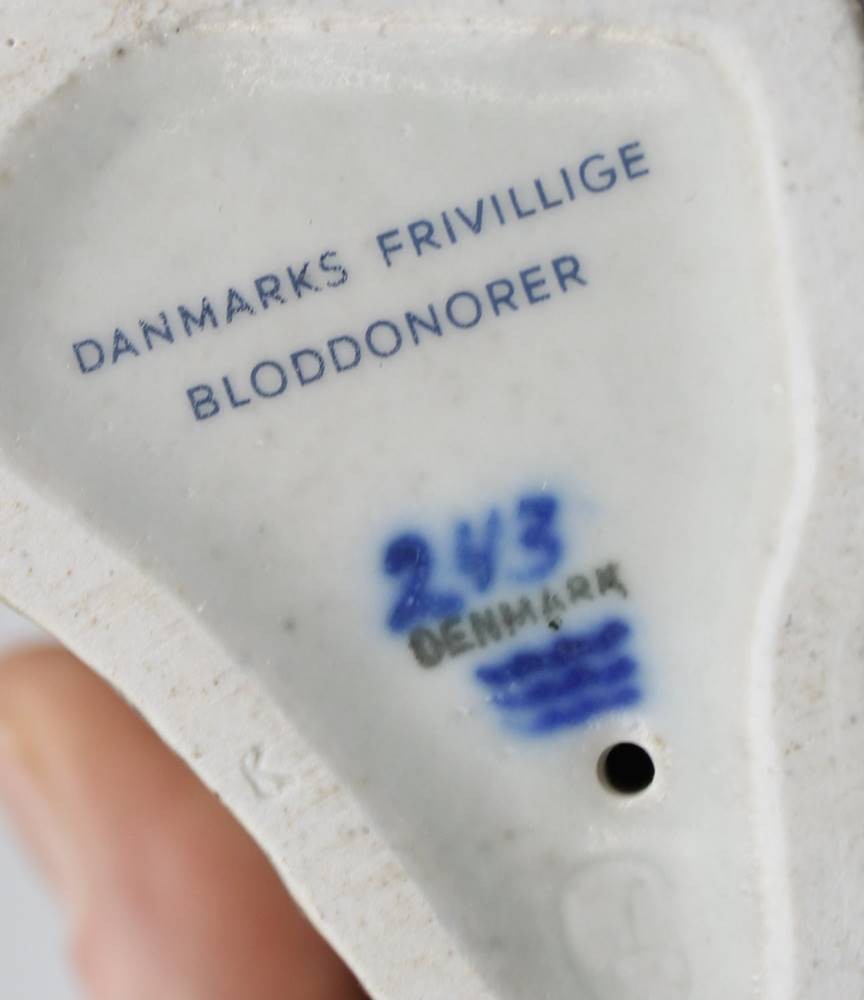 DANMARKS FRIVILLIGE
BLODDONORER
243
DENMARK
K